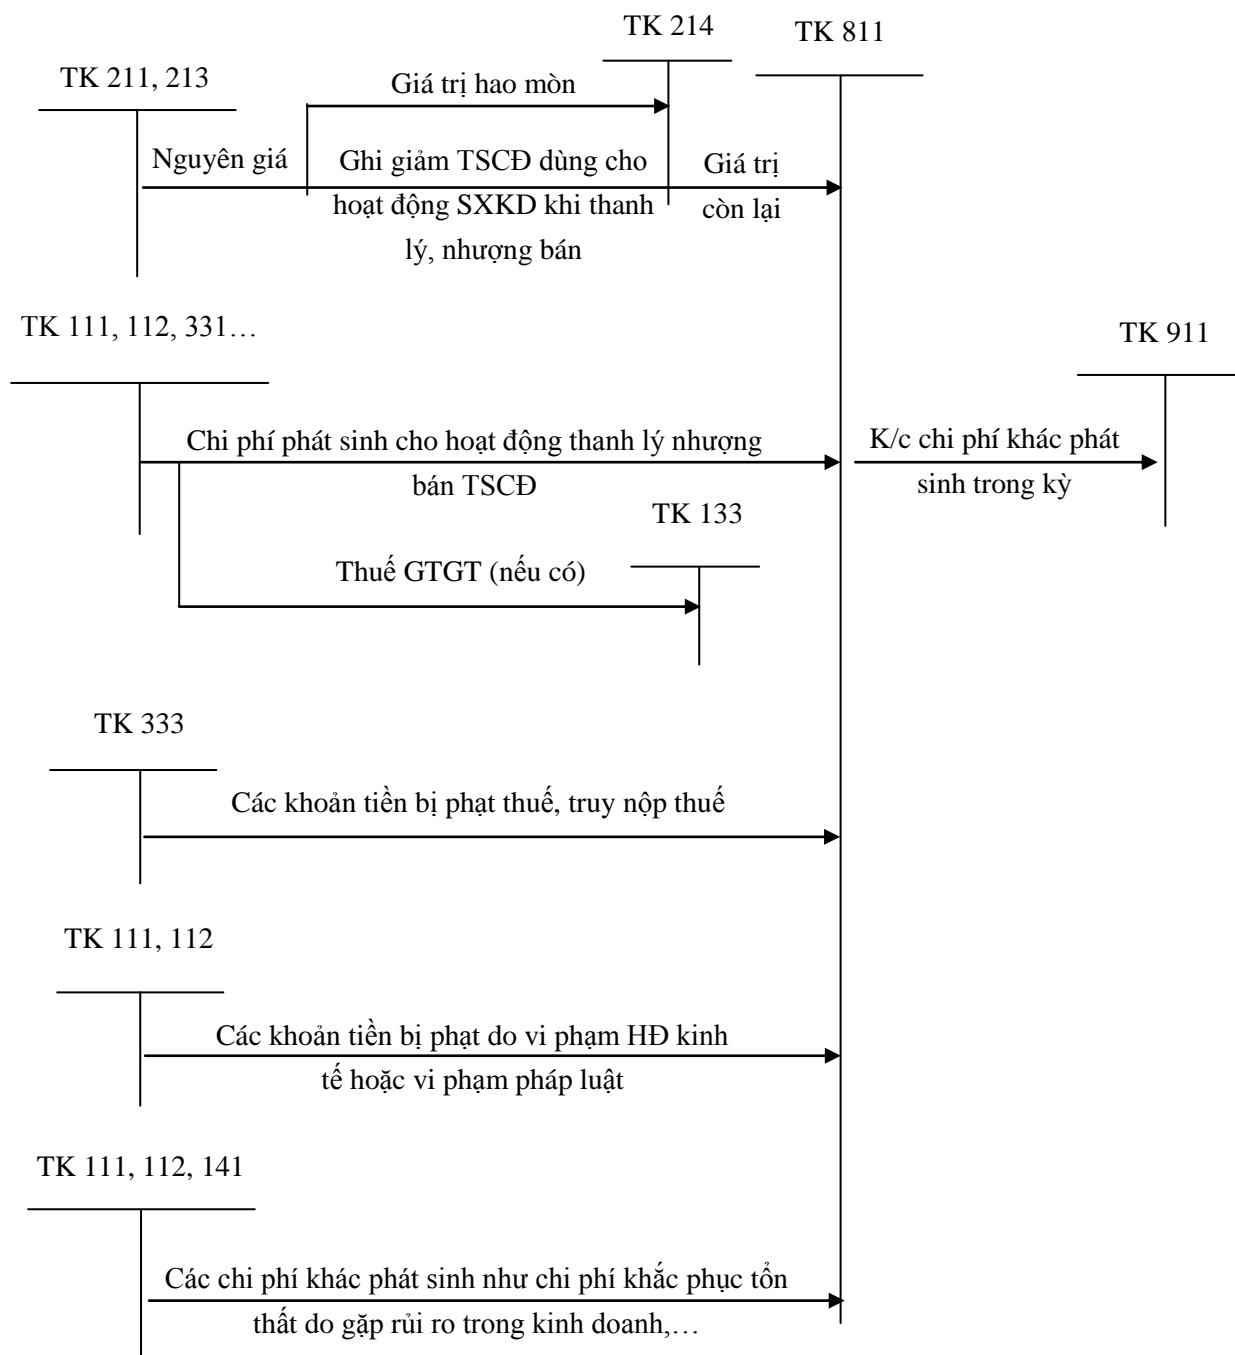 TK 214
TK 811
TK 211, 213
Giá trị hao mòn
Nguyên giá
Ghi giảm TSCĐ dùng cho
hoạt động SXKD khi thanh
lý, nhượng bán
Giá trị
còn lại
TK 111, 112, 331…
TK 911
Chi phí phát sinh cho hoạt động thanh lý nhượng
bán TSCĐ
K/c chi phí khác phát
sinh trong kỳ
TK 133
Thuế GTGT (nếu có)
TK 333
Các khoản tiền bị phạt thuế, truy nộp thuế
TK 111, 112
Các khoản tiền bị phạt do vi phạm HĐ kinh
tế hoặc vi phạm pháp luật
TK 111, 112, 141
Các chi phí khác phát sinh như chi phí khắc phục tổn
thất do gặp rủi ro trong kinh doanh,…